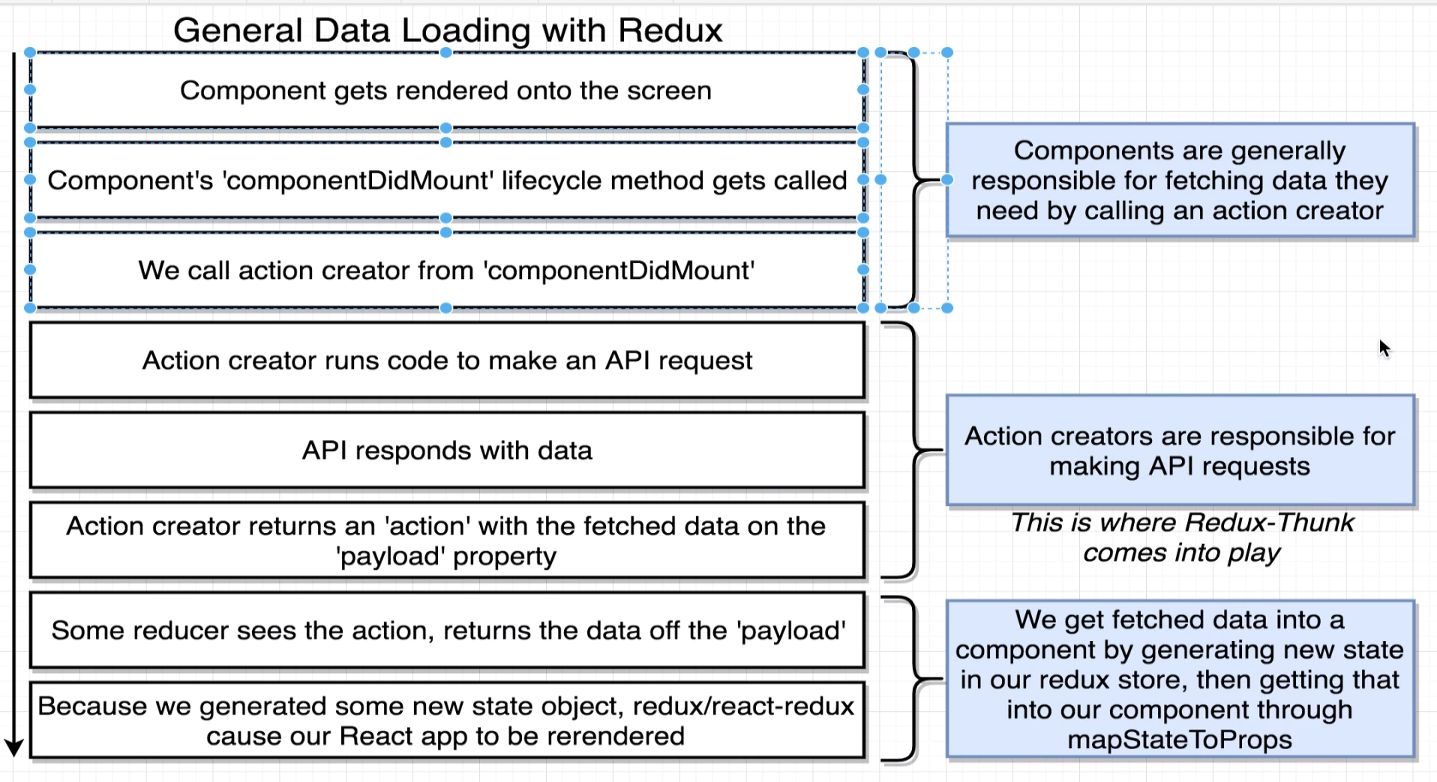 General Data Loading with Redux
Component gets rendered onto the screen
Component's 'componentDidMount' lifecycle method gets called
We call action creator from 'componentDidMount'
Components are generally
responsible for fetching data they
need by calling an action creator
Action creator runs code to make an API request
API responds with data
Action creator returns an 'action' with the fetched data on the
'payload' property
Action creators are responsible for
making API requests
This is where Redux-Thunk
comes into play
Some reducer sees the action, returns the data off the 'payload'
Because we generated some new state object, redux/react-redux
cause our React app to be rerendered
We get fetched data into a
component by generating new state
in our redux store, then getting that
into our component through
mapStateToProps